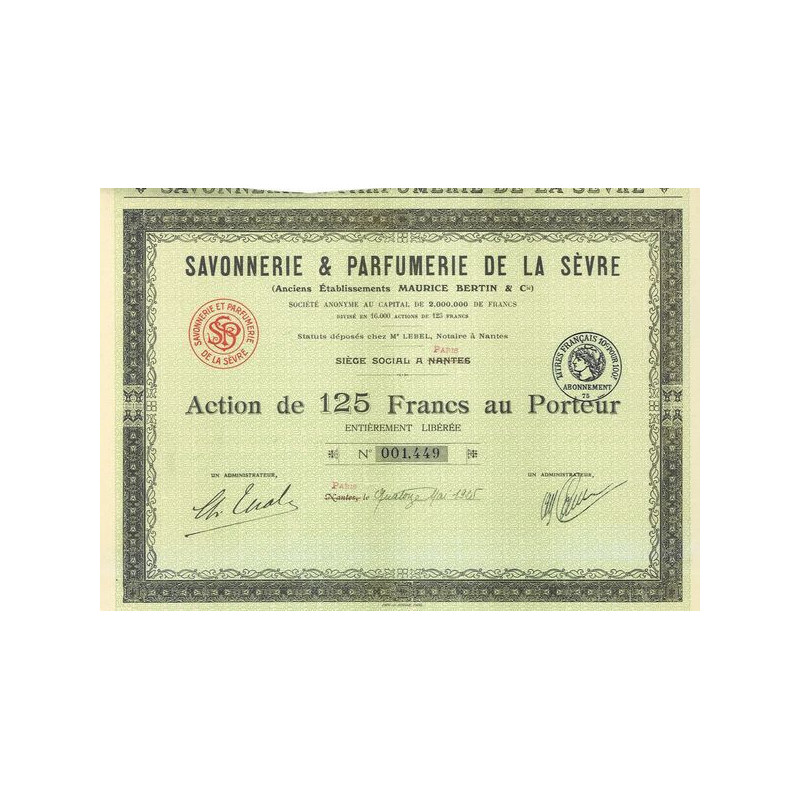 SAVONNERIE & PARFUMERIE DE LA SÈVRE
SAVONNERIE & PARFUMERIE DE LA SÈVRE
(Anciens Établissements MAURICE BERTIN & Cie)
SOCIÉTÉ ANONYME AU CAPITAL DE 2.000.000 DE FRANCS
DIVISÉ EN 16.000 ACTIONS DE 125 FRANCS
SAVONNERIE ET PARFUMERIE
SPS
DE LA SÈVRE
Statuts déposés chez Me LEBEL, Notaire à Nantes
Paris
SIÈGE SOCIAL A NANTES
TITRES FRANÇAIS
ABONNEMENT
75
Action de 125 Francs au Porteur
ENTIÈREMENT LIBÉRÉE
No 001,449
UN ADMINISTRATEUR,
UN ADMINISTRATEUR,
Paris
Nantes, le Quatorze Mai 1945